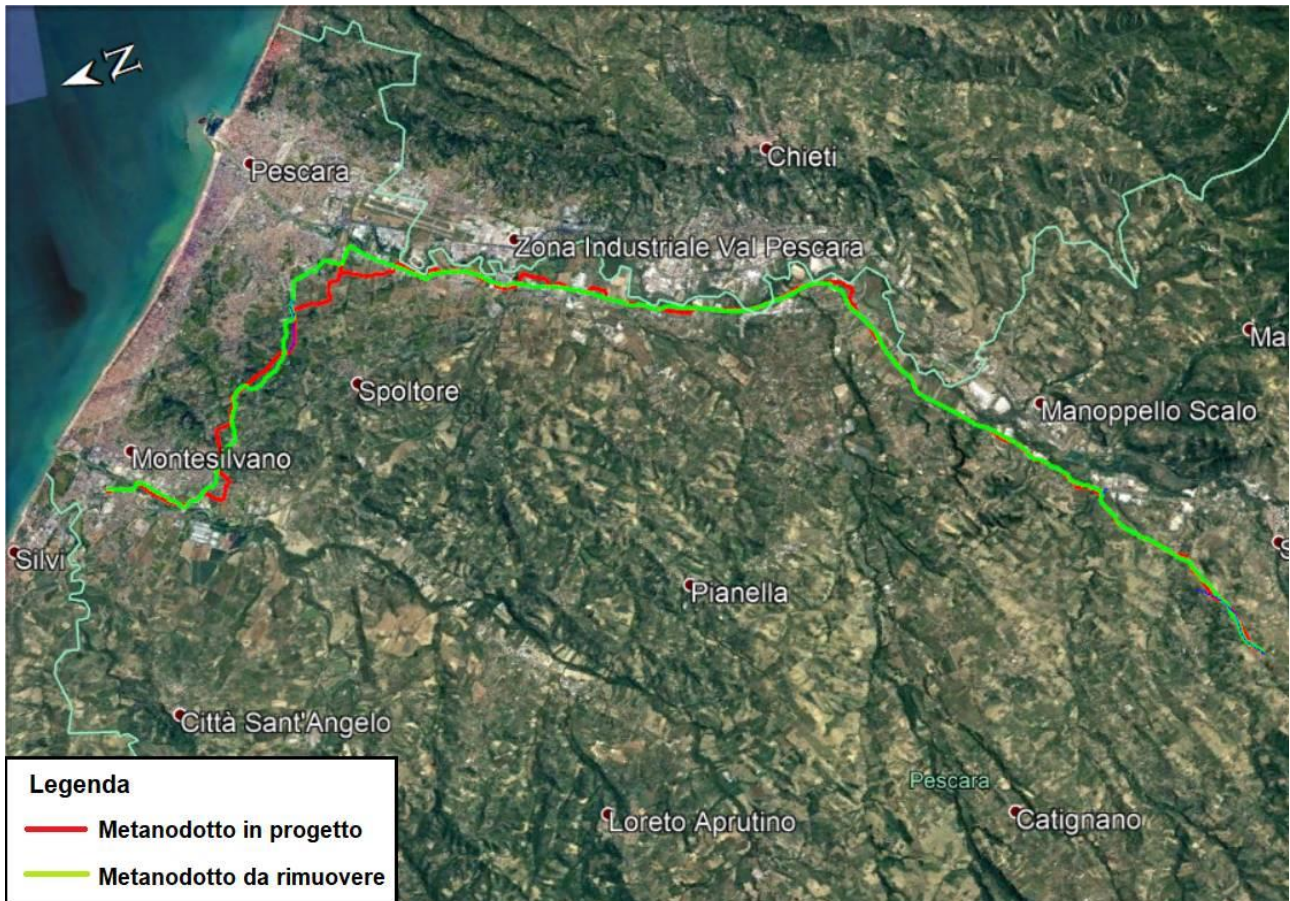 N
Pescara
Chieti
Zona Industriale Val Pescara
Mar
Spoltore
Manoppello Scalo
Montesilvano
Silvi
S
Pianella
Città Sant'Angelo
Pescara
Loreto Aprutino
Catignano
Legenda
Metanodotto in progetto
Metanodotto da rimuovere